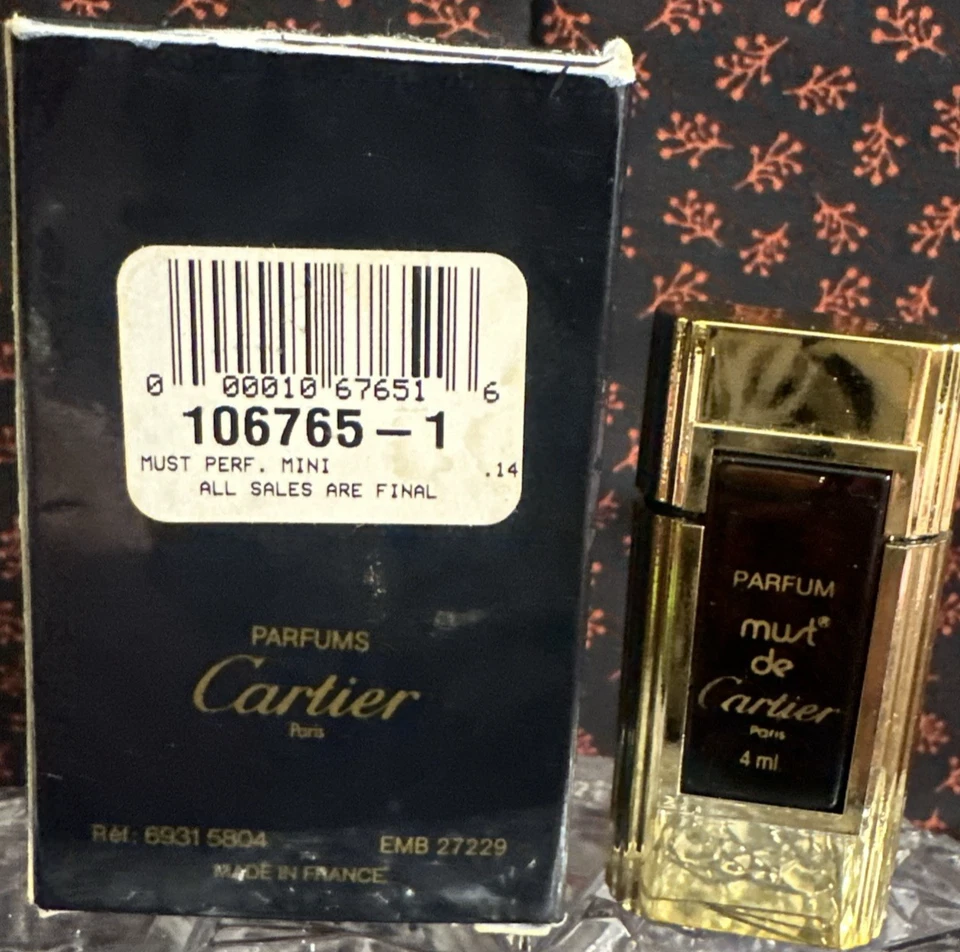 0 00010 67651 6
106765-1
MUST PERF. MINI .14
ALL SALES ARE FINAL
PARFUMS
Cartier
Paris
Réf: 6931 5804 EMB 27229
MADE IN FRANCE
PARFUM
must®
de
Cartier
Paris
4 ml